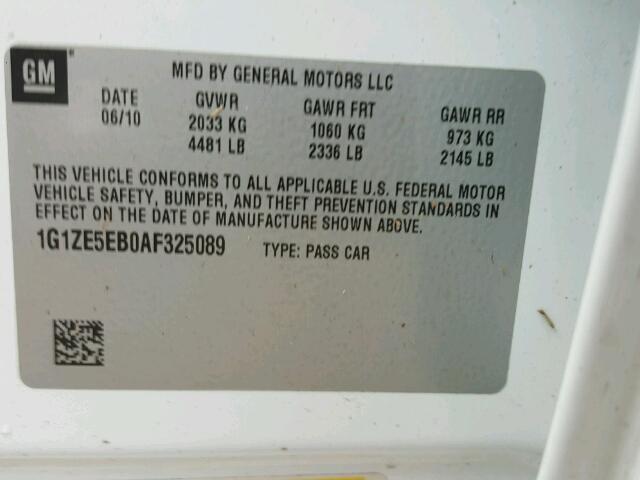 GM ®
MFD BY GENERAL MOTORS LLC
DATE GVWR GAWR FRT GAWR RR
06/10 2033 KG 1060 KG 973 KG
4481 LB 2336 LB 2145 LB
THIS VEHICLE CONFORMS TO ALL APPLICABLE U.S. FEDERAL MOTOR
VEHICLE SAFETY, BUMPER, AND THEFT PREVENTION STANDARDS IN
EFFECT ON THE DATE OF MANUFACTURE SHOWN ABOVE.
1G1ZE5EB0AF325089 TYPE: PASS CAR